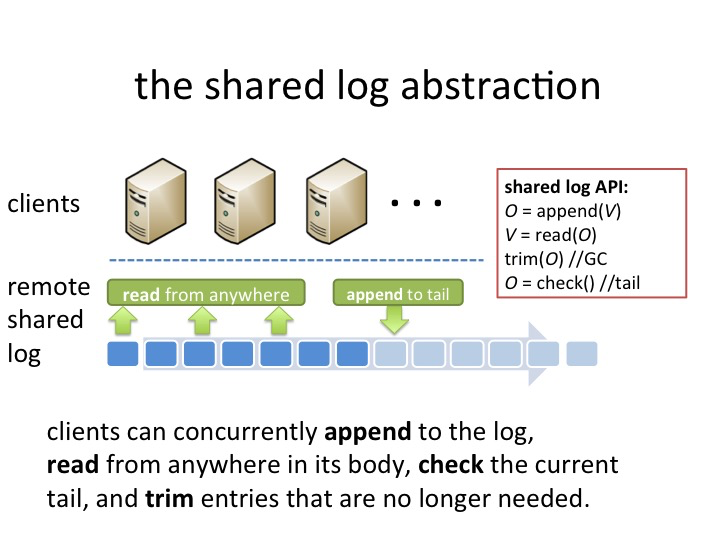 the shared log abstraction
clients
. . .
shared log API:
O = append(V)
V = read(O)
trim(O) //GC
O = check() //tail
remote
shared
log
read from anywhere
append to tail
clients can concurrently append to the log,
read from anywhere in its body, check the current
tail, and trim entries that are no longer needed.